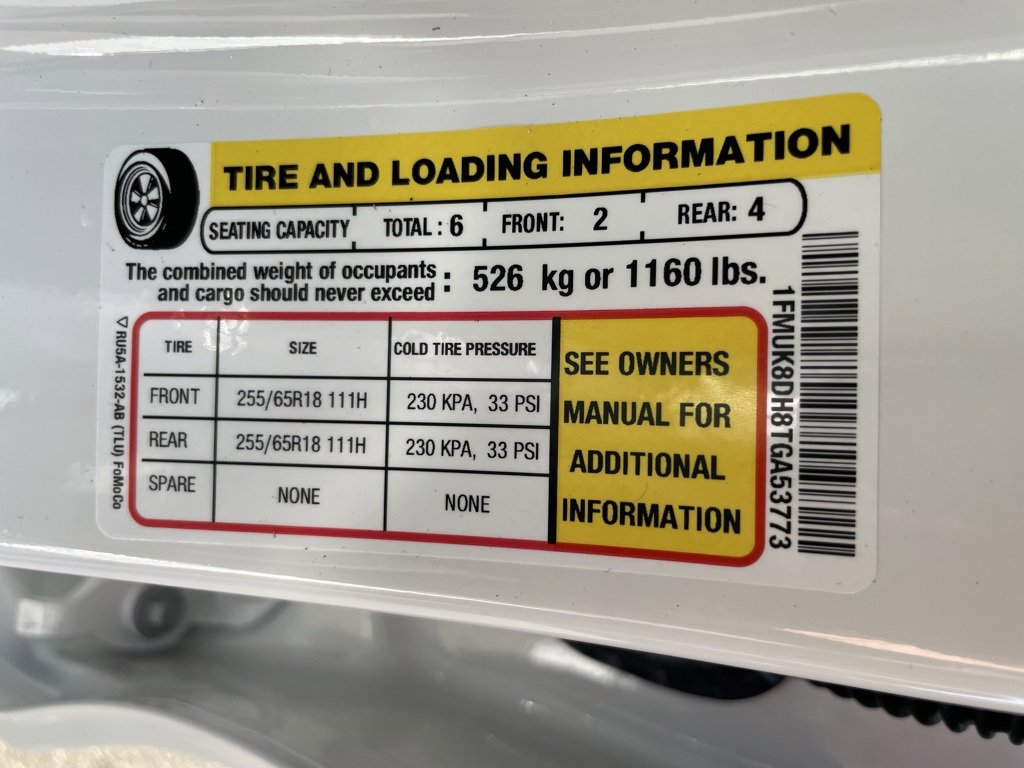 TIRE AND LOADING INFORMATION
SEATING CAPACITY TOTAL : 6 FRONT: 2 REAR: 4
The combined weight of occupants
and cargo should never exceed : 526 kg or 1160 lbs.
TIRE SIZE COLD TIRE PRESSURE
FRONT 255/65R18 111H 230 KPA, 33 PSI
REAR 255/65R18 111H 230 KPA, 33 PSI
SPARE NONE NONE
SEE OWNERS
MANUAL FOR
ADDITIONAL
INFORMATION
1FMUK8DH8TGA53773
▽ RU5A-1532-AB (TLU) FoMoCo